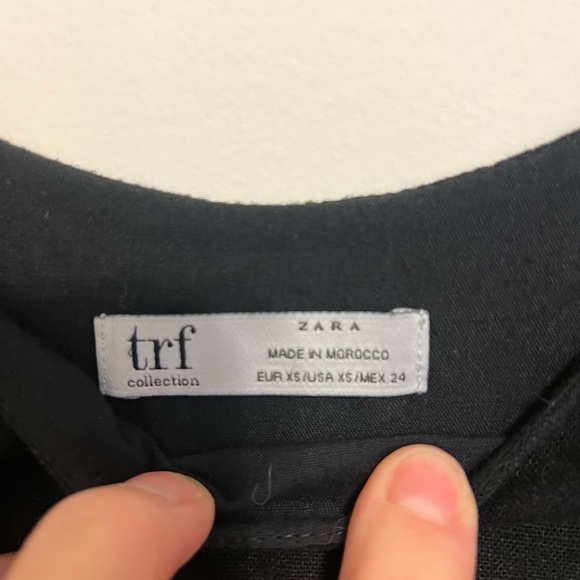 trf
collection
ZARA
MADE IN MOROCCO
EUR XS/USA XS/MEX 24